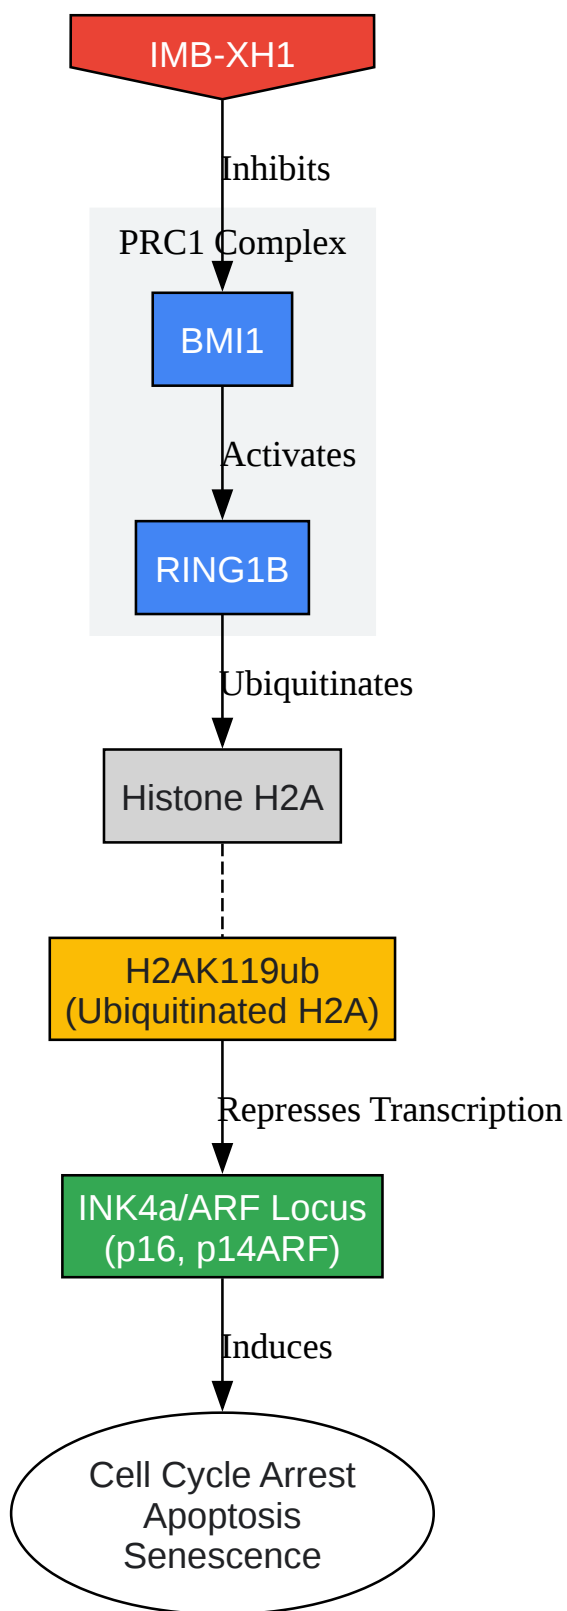 IMB-XH1
Inhibits
PRC1 Complex
BMI1
Activates
RING1B
Ubiquitinates
Histone H2A
H2AK119ub
(Ubiquitinated H2A)
Represses Transcription
INK4a/ARF Locus
(p16, p14ARF)
Induces
Cell Cycle Arrest
Apoptosis
Senescence